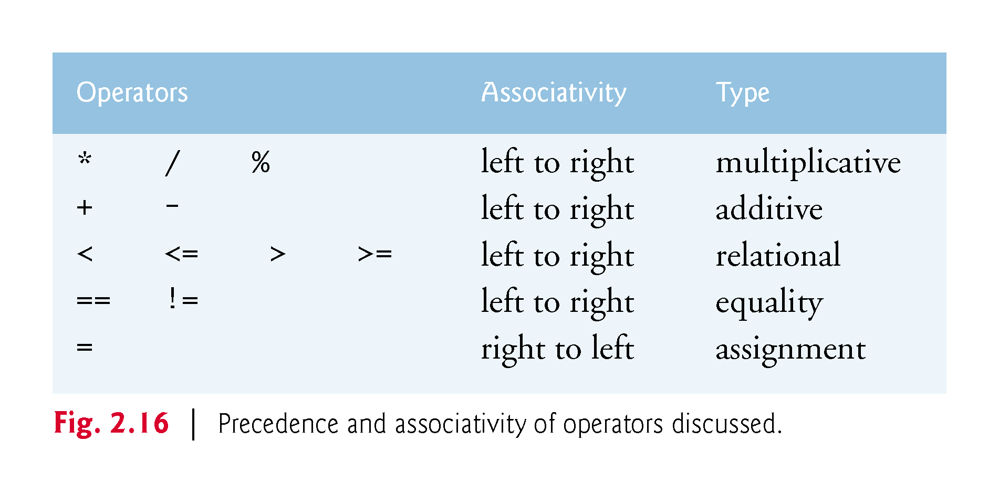 Operators Associativity Type
* / % left to right multiplicative
+ - left to right additive
< <= > >= left to right relational
== != left to right equality
= right to left assignment
Fig. 2.16 | Precedence and associativity of operators discussed.